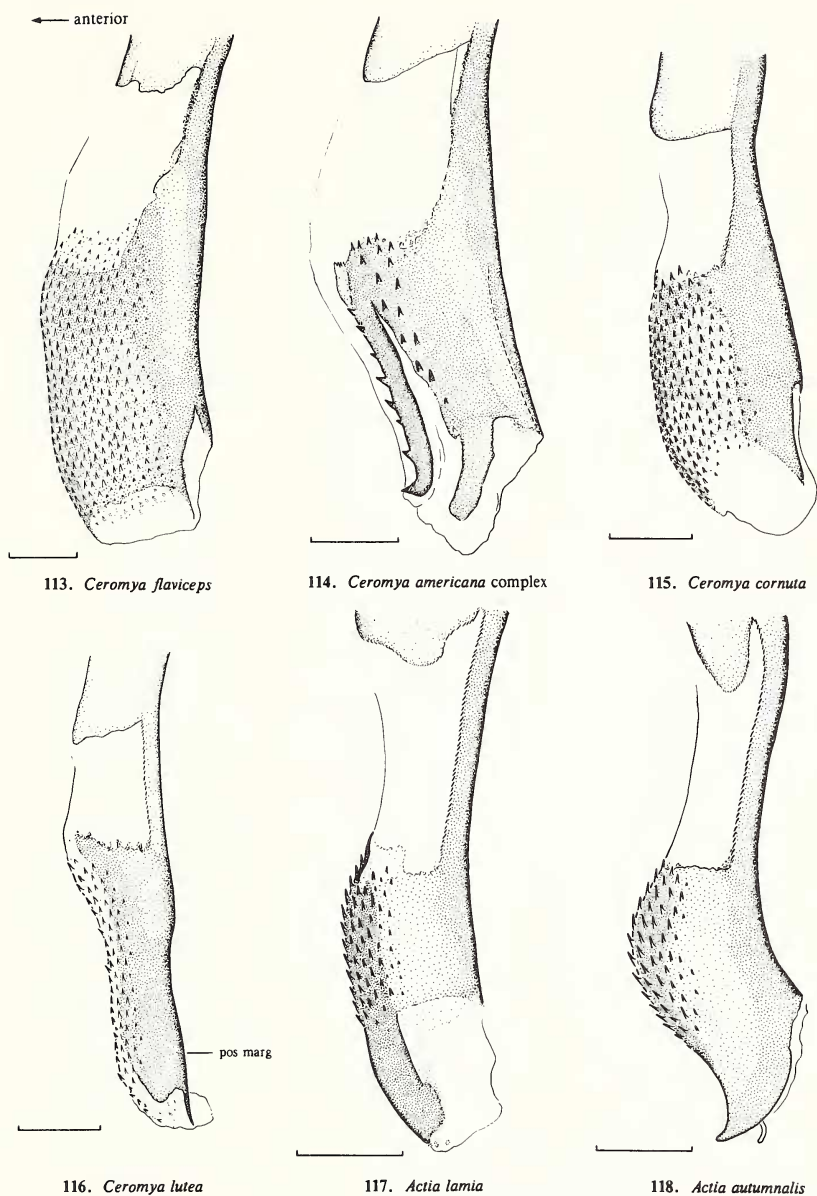 ← anterior
113. Ceromya flaviceps
114. Ceromya americana complex
115. Ceromya cornuta
pos marg
116. Ceromya lutea
117. Actia lamia
118. Actia autumnalis